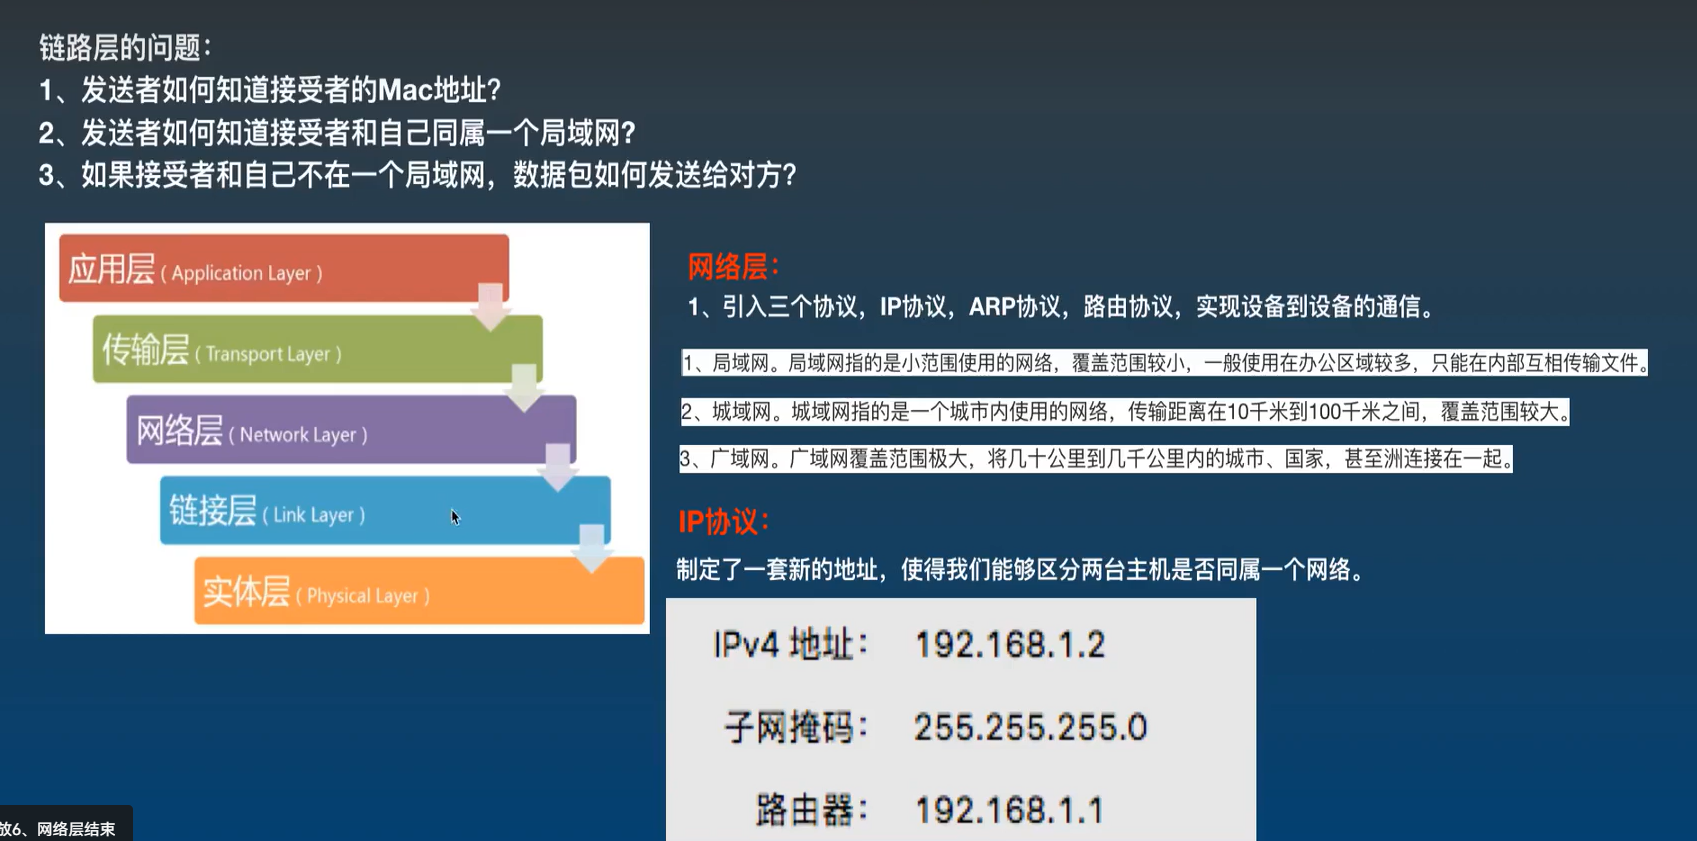 链路层的问题：
1、发送者如何知道接受者的Mac地址？
2、发送者如何知道接受者和自己同属一个局域网？
3、如果接受者和自己不在一个局域网，数据包如何发送给对方？
应用层 ( Application Layer )
传输层 ( Transport Layer )
网络层 ( Network Layer )
链接层 ( Link Layer )
实体层 ( Physical Layer )
网络层：
1、引入三个协议，IP协议，ARP协议，路由协议，实现设备到设备的通信。
1、局域网。局域网指的是小范围使用的网络，覆盖范围较小，一般使用在办公区域较多，只能在内部互相传输文件。
2、城域网。城域网指的是一个城市内使用的网络，传输距离在10千米到100千米之间，覆盖范围较大。
3、广域网。广域网覆盖范围极大，将几十公里到几千公里内的城市、国家，甚至洲连接在一起。
IP协议：
制定了一套新的地址，使得我们能够区分两台主机是否同属一个网络。
IPv4 地址： 192.168.1.2
子网掩码： 255.255.255.0
路由器： 192.168.1.1
放6、网络层结束